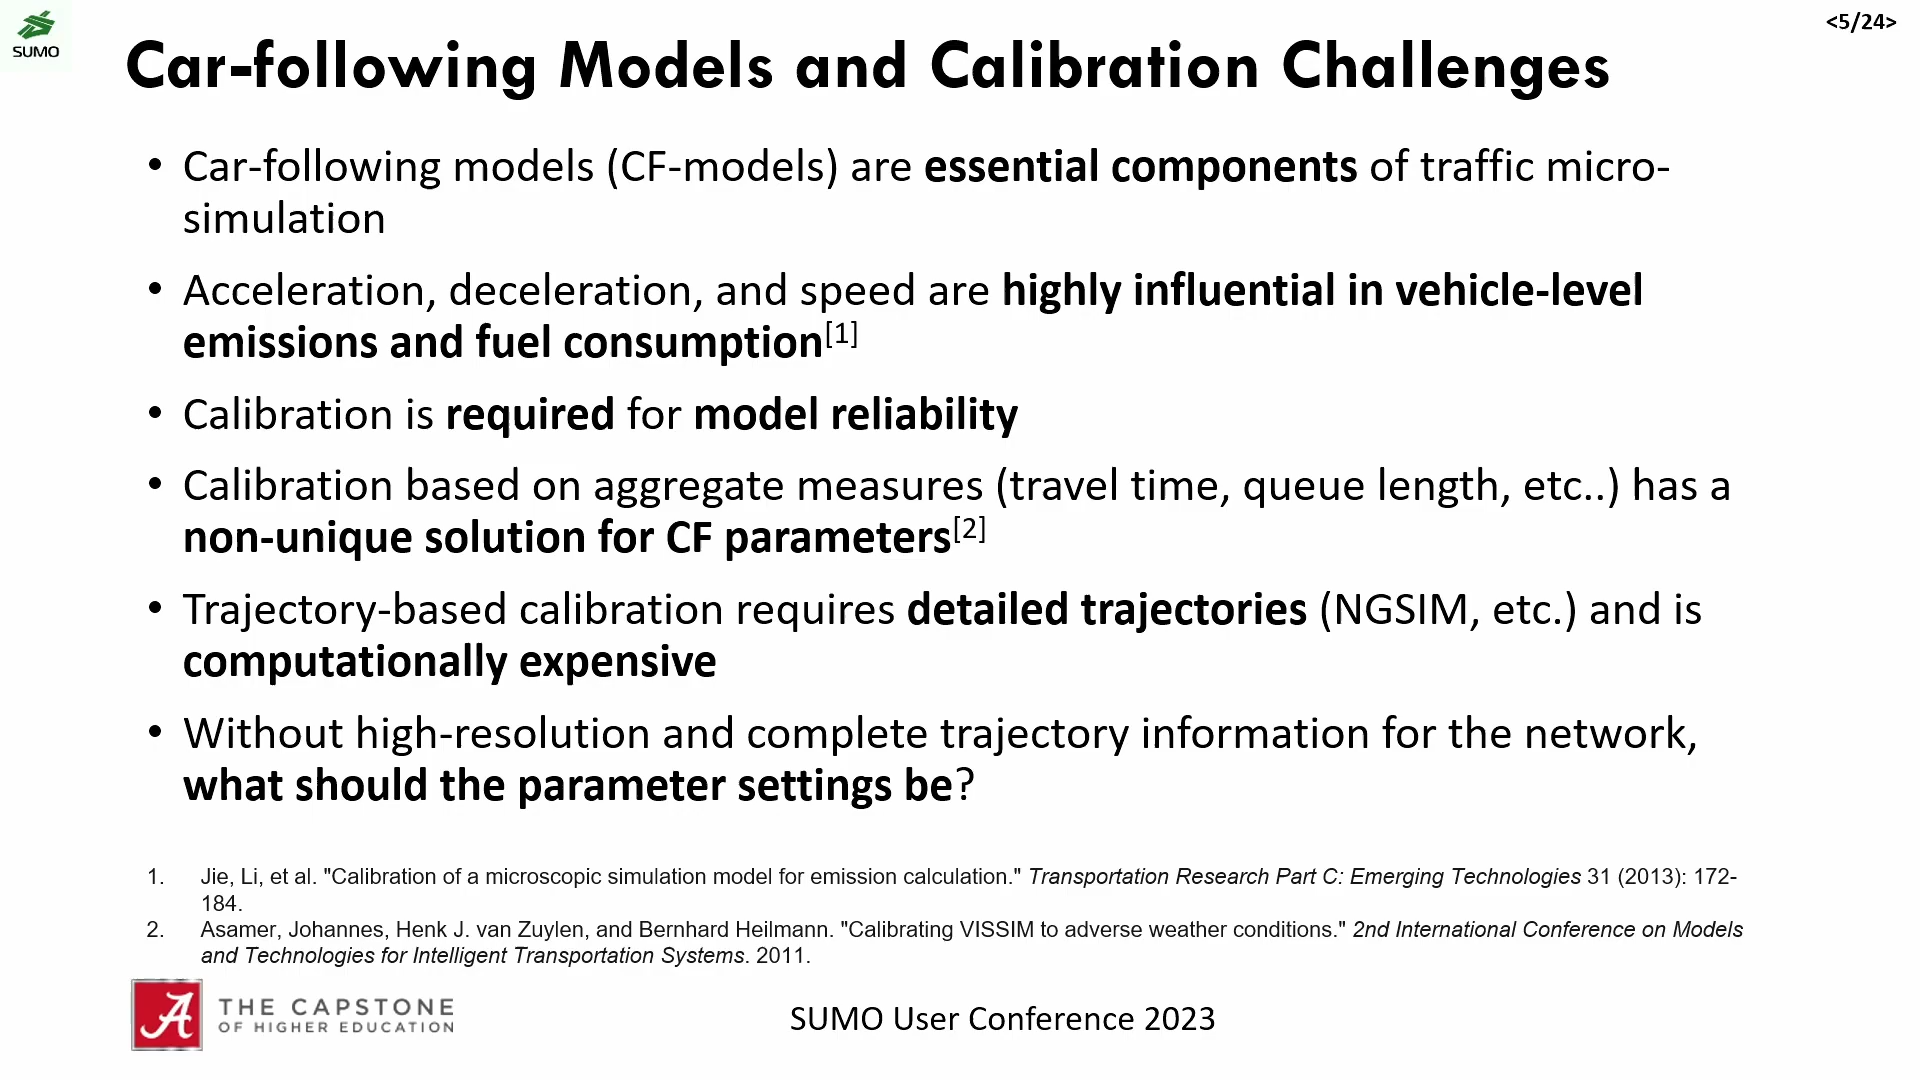 SUMO
<5/24>
Car-following Models and Calibration Challenges
• Car-following models (CF-models) are essential components of traffic micro-
simulation
• Acceleration, deceleration, and speed are highly influential in vehicle-level
emissions and fuel consumption[1]
• Calibration is required for model reliability
• Calibration based on aggregate measures (travel time, queue length, etc..) has a
non-unique solution for CF parameters[2]
• Trajectory-based calibration requires detailed trajectories (NGSIM, etc.) and is
computationally expensive
• Without high-resolution and complete trajectory information for the network,
what should the parameter settings be?
1. Jie, Li, et al. "Calibration of a microscopic simulation model for emission calculation." Transportation Research Part C: Emerging Technologies 31 (2013): 172-
184.
2. Asamer, Johannes, Henk J. van Zuylen, and Bernhard Heilmann. "Calibrating VISSIM to adverse weather conditions." 2nd International Conference on Models
and Technologies for Intelligent Transportation Systems. 2011.
A
THE CAPSTONE
OF HIGHER EDUCATION
SUMO User Conference 2023